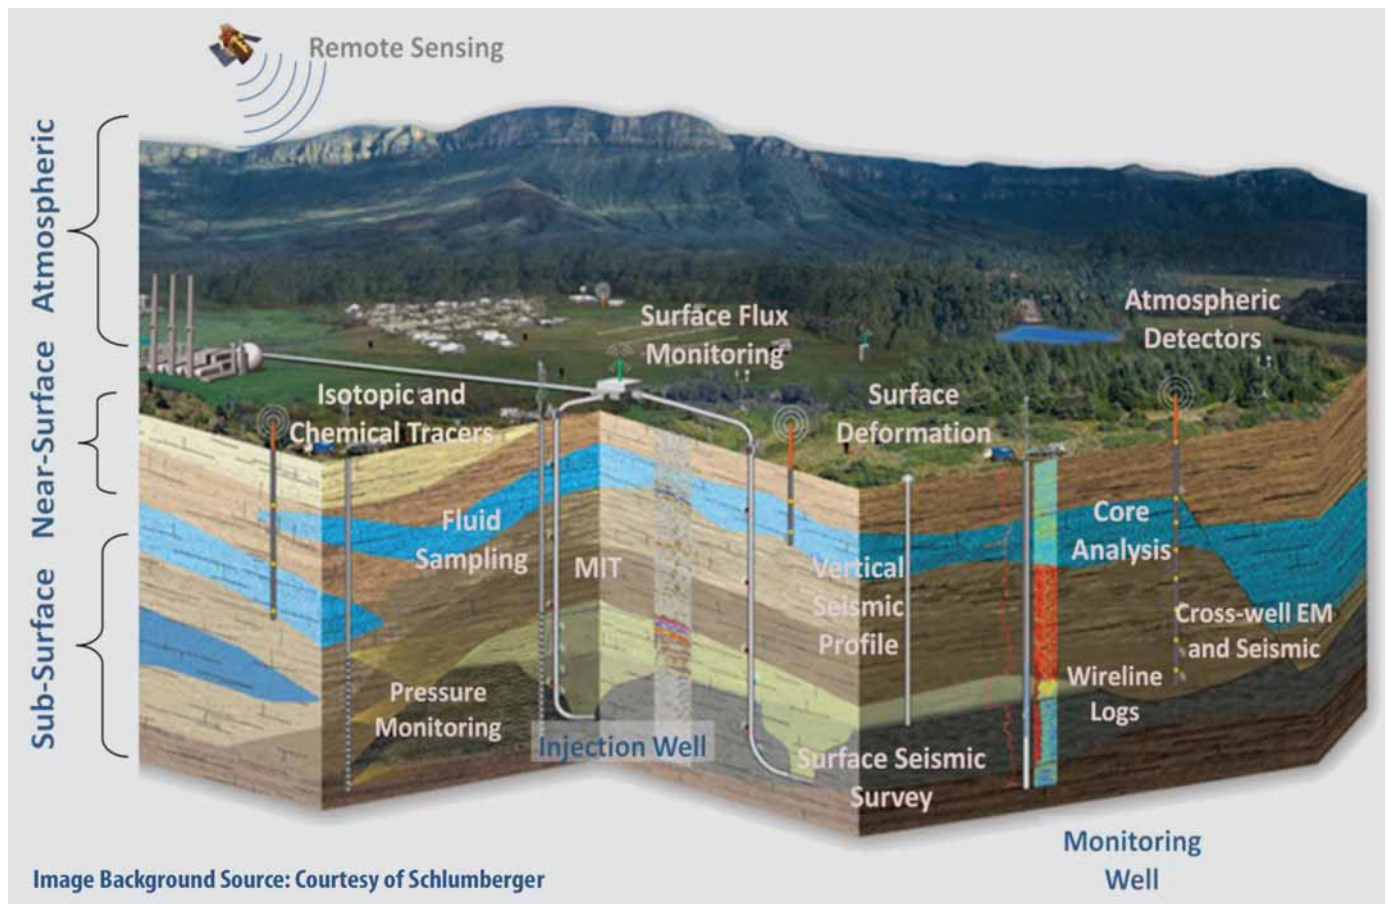 Remote Sensing
Atmospheric
Near-Surface
Sub-Surface
Surface Flux
Monitoring
Atmospheric
Detectors
Isotopic and
Chemical Tracers
Surface
Deformation
Fluid
Sampling
MIT
Vertical
Seismic
Profile
Core
Analysis
Cross-well EM
and Seismic
Pressure
Monitoring
Wireline
Logs
Injection Well
Surface Seismic
Survey
Monitoring
Well
Image Background Source: Courtesy of Schlumberger